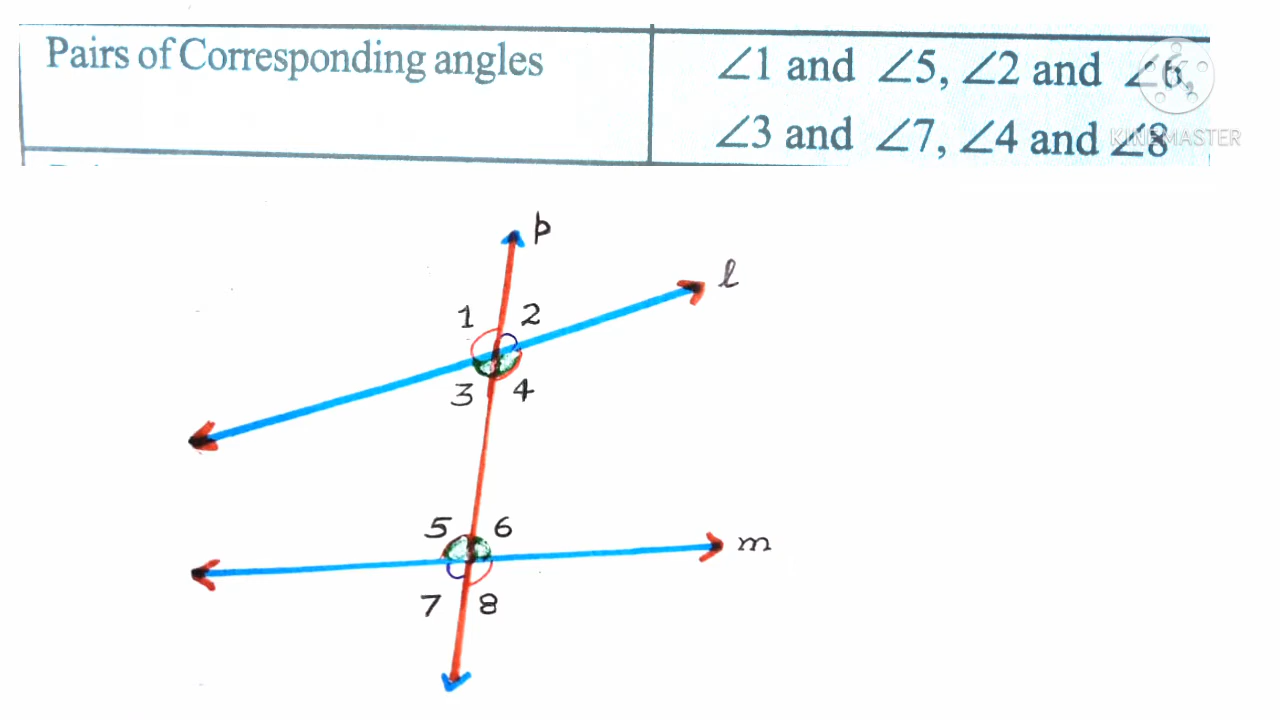 Pairs of Corresponding angles
∠1 and ∠5, ∠2 and ∠6,
∠3 and ∠7, ∠4 and ∠8
KINEMASTER
p
l
1 2
3 4
5 6
m
7 8